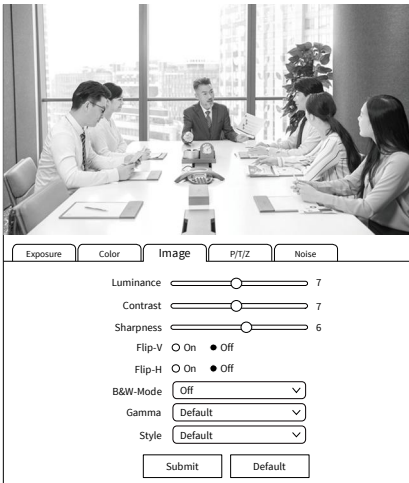 Exposure Color Image P/T/Z Noise
Luminance 7
Contrast 7
Sharpness 6
Flip-V On Off
Flip-H On Off
B&W-Mode Off
Gamma Default
Style Default
Submit Default